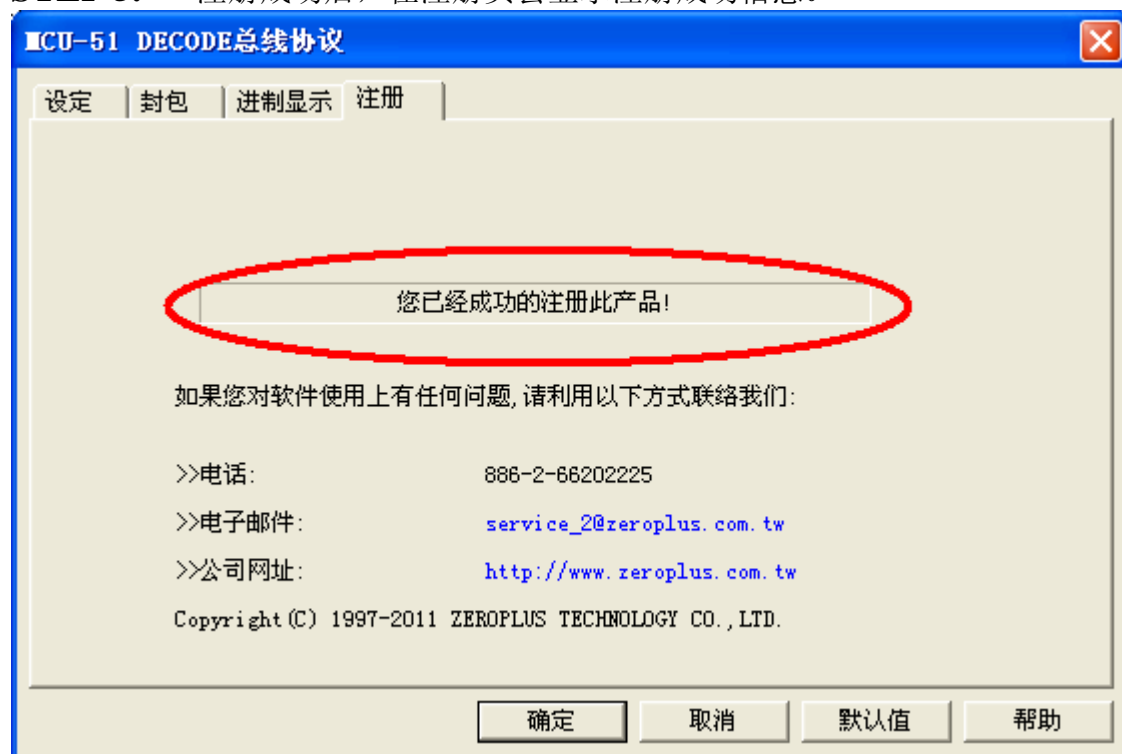 MCU-51 DECODE总线协议
设定 封包 进制显示 注册
您已经成功的注册此产品!
如果您对软件使用上有任何问题,请利用以下方式联络我们:
>>电话: 886-2-66202225
>>电子邮件: service_2@zeroplus.com.tw
>>公司网址: http://www.zeroplus.com.tw
Copyright(C) 1997-2011 ZEROPLUS TECHNOLOGY CO.,LTD.
确定 取消 默认值 帮助